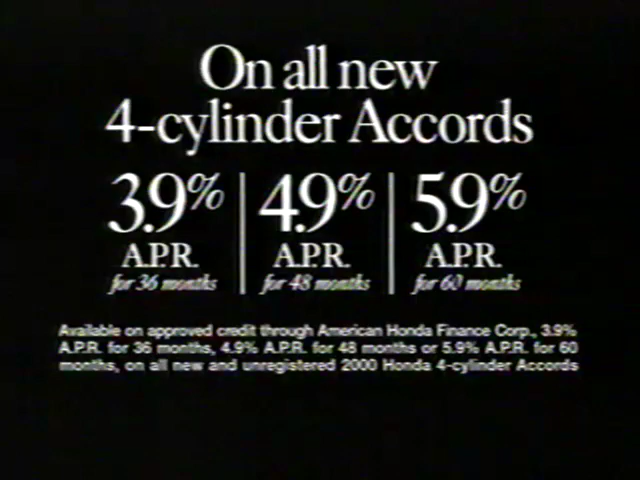 On all new
4-cylinder Accords
3.9% 4.9% 5.9%
A.P.R. A.P.R. A.P.R.
for 36 months for 48 months for 60 months
Available on approved credit through American Honda Finance Corp., 3.9%
A.P.R. for 36 months, 4.9% A.P.R. for 48 months or 5.9% A.P.R. for 60
months, on all new and unregistered 2000 Honda 4-cylinder Accords